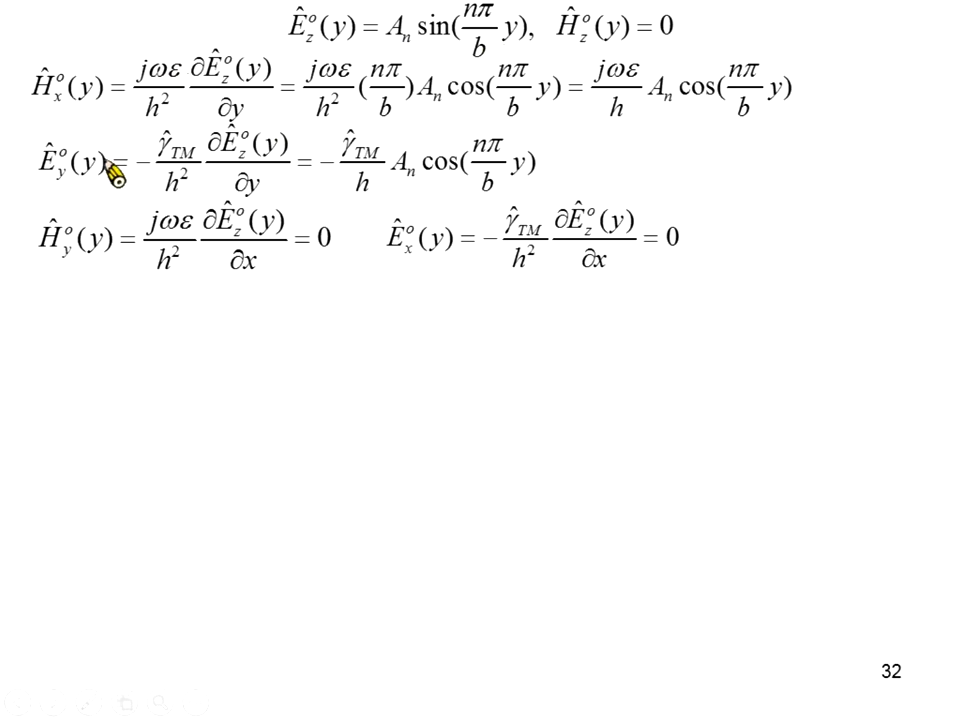 Ê_z^o(y) = A_n sin(nπ/b y), Ĥ_z^o(y) = 0
Ĥ_x^o(y) = jωε/h² ∂Ê_z^o(y)/∂y = jωε/h² (nπ/b) A_n cos(nπ/b y) = jωε/h A_n cos(nπ/b y)
Ê_y^o(y) = − γ̂_TM/h² ∂Ê_z^o(y)/∂y = − γ̂_TM/h A_n cos(nπ/b y)
Ĥ_y^o(y) = jωε/h² ∂Ê_z^o(y)/∂x = 0 Ê_x^o(y) = − γ̂_TM/h² ∂Ê_z^o(y)/∂x = 0
32